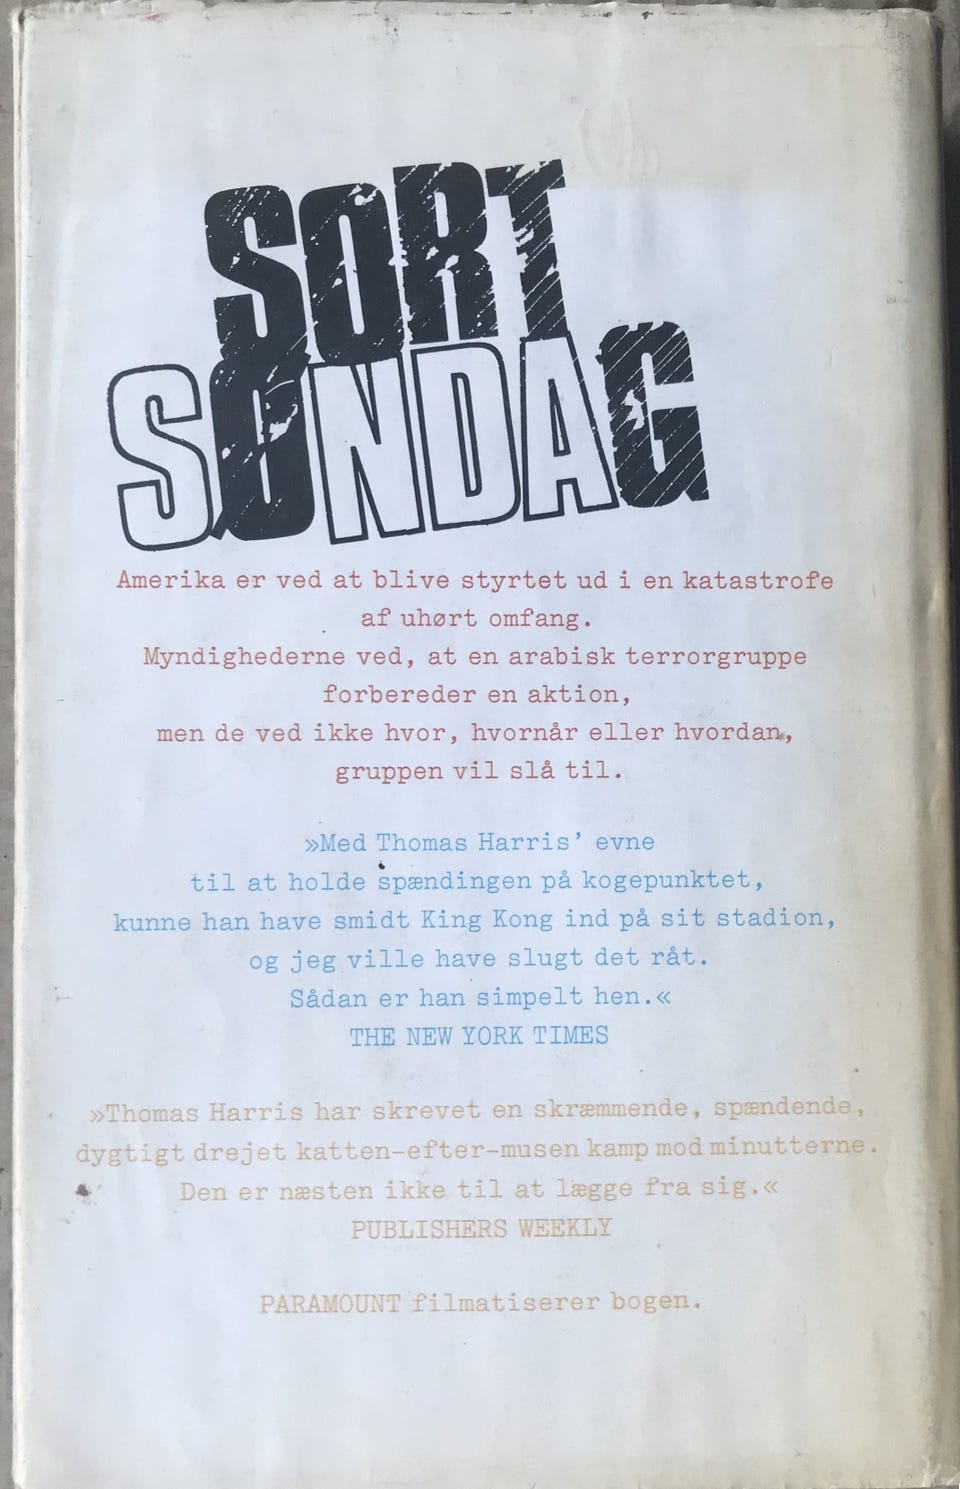 SORT
SØNDAG
Amerika er ved at blive styrtet ud i en katastrofe
af uhørt omfang.
Myndighederne ved, at en arabisk terrorgruppe
forbereder en aktion,
men de ved ikke hvor, hvornår eller hvordan,
gruppen vil slå til.
»Med Thomas Harris’ evne
til at holde spændingen på kogepunktet,
kunne han have smidt King Kong ind på sit stadion,
og jeg ville have slugt det råt.
Sådan er han simpelt hen.«
THE NEW YORK TIMES
»Thomas Harris har skrevet en skræmmende, spændende,
dygtigt drejet katten-efter-musen kamp mod minutterne.
Den er næsten ikke til at lægge fra sig.«
PUBLISHERS WEEKLY
PARAMOUNT filmatiserer bogen.